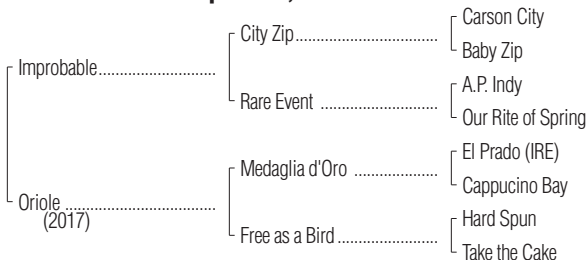 Carson City
City Zip
Baby Zip
Improbable
A.P. Indy
Rare Event
Our Rite of Spring
El Prado (IRE)
Medaglia d'Oro
Cappucino Bay
Oriole
(2017)
Hard Spun
Free as a Bird
Take the Cake